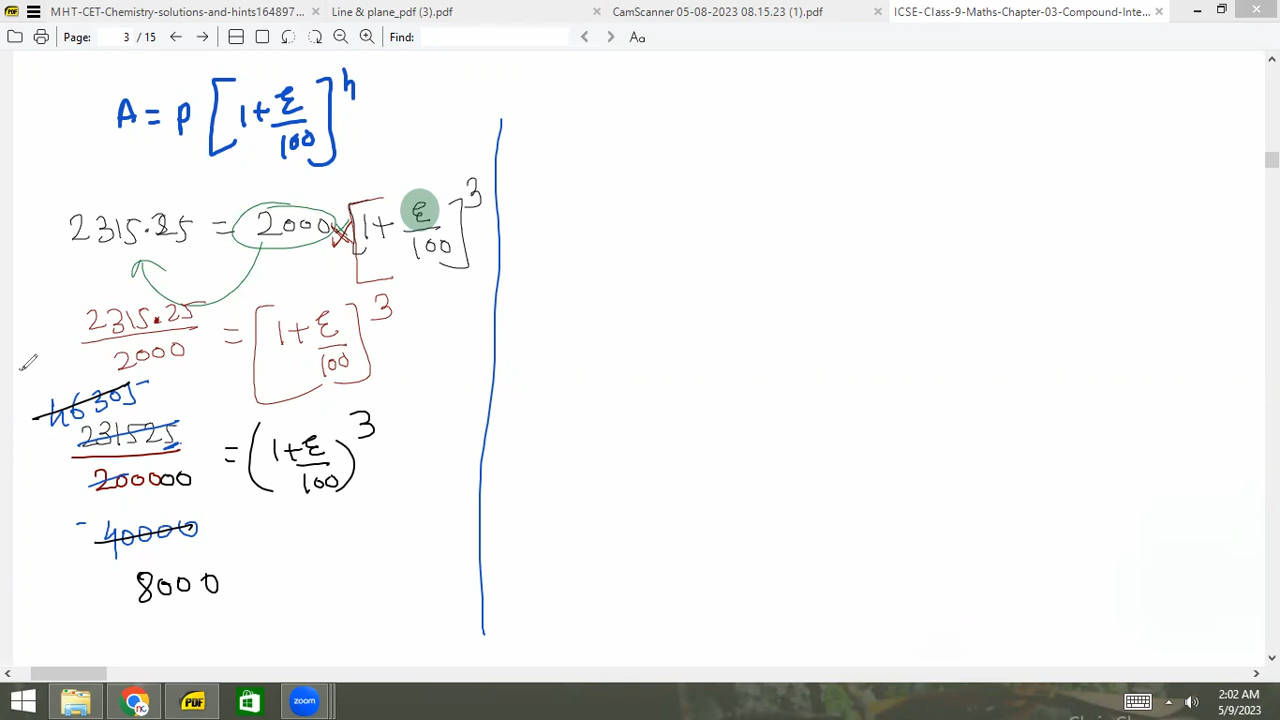 MHT-CET-Chemistry-solutions-and-hints164897... Line & plane_pdf (3).pdf CamScanner 05-08-2023 08.15.23 (1).pdf ICSE-Class-9-Maths-Chapter-03-Compound-Inte...
Page: 3 / 15 Find: Aa
A = P [1 + r/100]^n
2315.25 = 2000 × [1 + r/100]^3
2315.25/2000 = [1 + r/100]^3
46305
231525/200000 = (1 + r/100)^3
40000
8000
PDF zoom 2:02 AM
5/9/2023